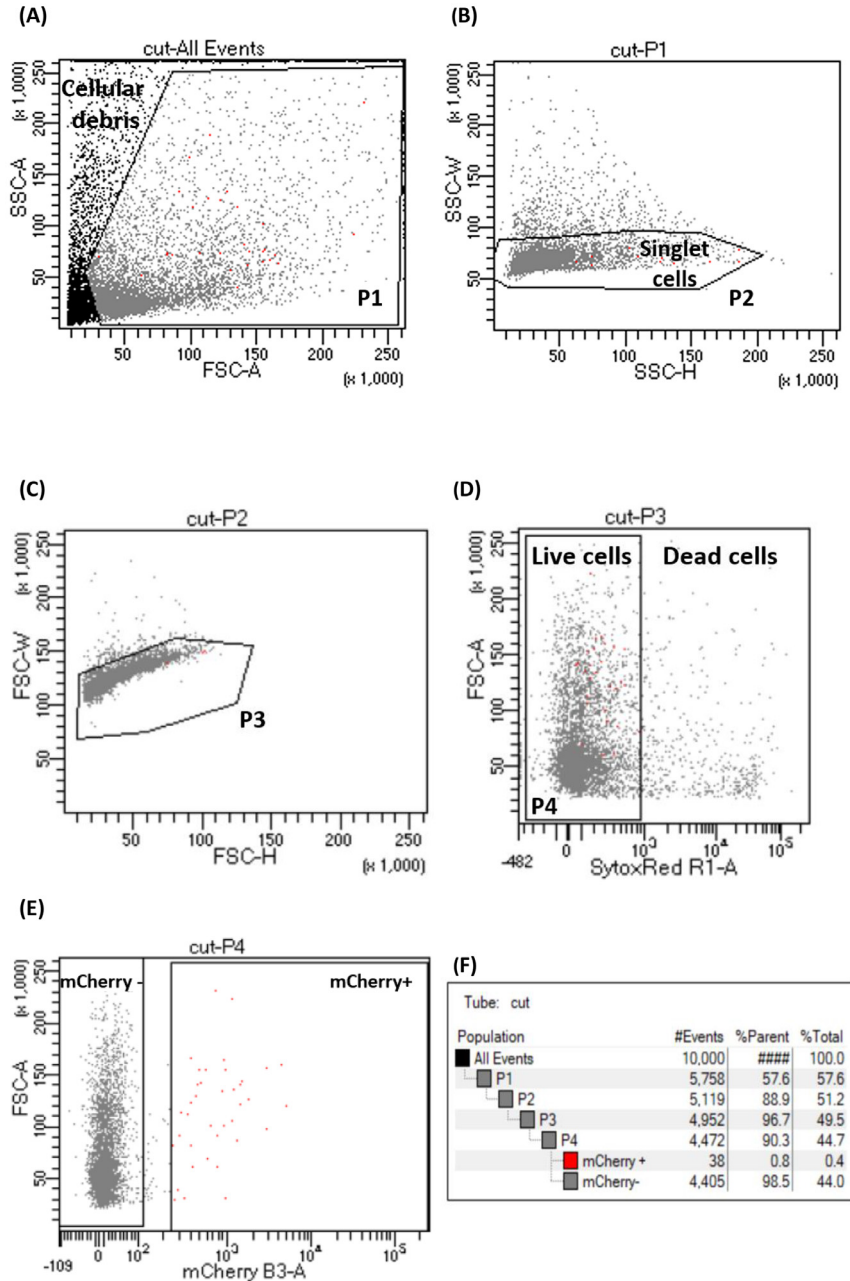 (A)
cut-All Events
Cellular
debris
P1
SSC-A
(x 1,000)
50 100 150 200 250
50 100 150 200 250
FSC-A
(x 1,000)
(B)
cut-P1
Singlet
cells
P2
SSC-W
(x 1,000)
50 100 150 200 250
50 100 150 200 250
SSC-H
(x 1,000)
(C)
cut-P2
P3
FSC-W
(x 1,000)
50 100 150 200 250
50 100 150 200 250
FSC-H
(x 1,000)
(D)
cut-P3
Live cells Dead cells
P4
FSC-A
(x 1,000)
50 100 150 200 250
-482 0 10³ 10⁴ 10⁵
SytoxRed R1-A
(E)
cut-P4
mCherry - mCherry+
FSC-A
(x 1,000)
50 100 150 200 250
-109 0 10² 10³ 10⁴ 10⁵
mCherry B3-A
(F)
Tube: cut
Population #Events %Parent %Total
All Events 10,000 #### 100.0
P1 5,758 57.6 57.6
P2 5,119 88.9 51.2
P3 4,952 96.7 49.5
P4 4,472 90.3 44.7
mCherry + 38 0.8 0.4
mCherry- 4,405 98.5 44.0